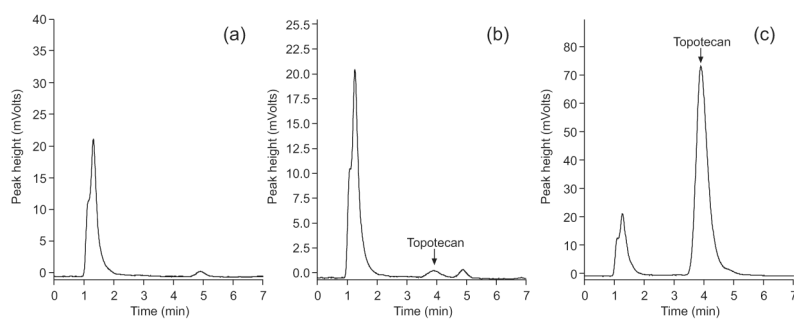 (a)
Peak height (mVolts)
40
35
30
25
20
15
10
5
0
0 1 2 3 4 5 6 7
Time (min)
(b)
Peak height (mVolts)
25.5
22.5
20.0
17.5
15.0
12.5
10.0
7.5
5.0
2.5
0.0
Topotecan
0 1 2 3 4 5 6 7
Time (min)
(c)
Peak height (mVolts)
80
70
60
50
40
30
20
10
0
Topotecan
0 1 2 3 4 5 6 7
Time (min)